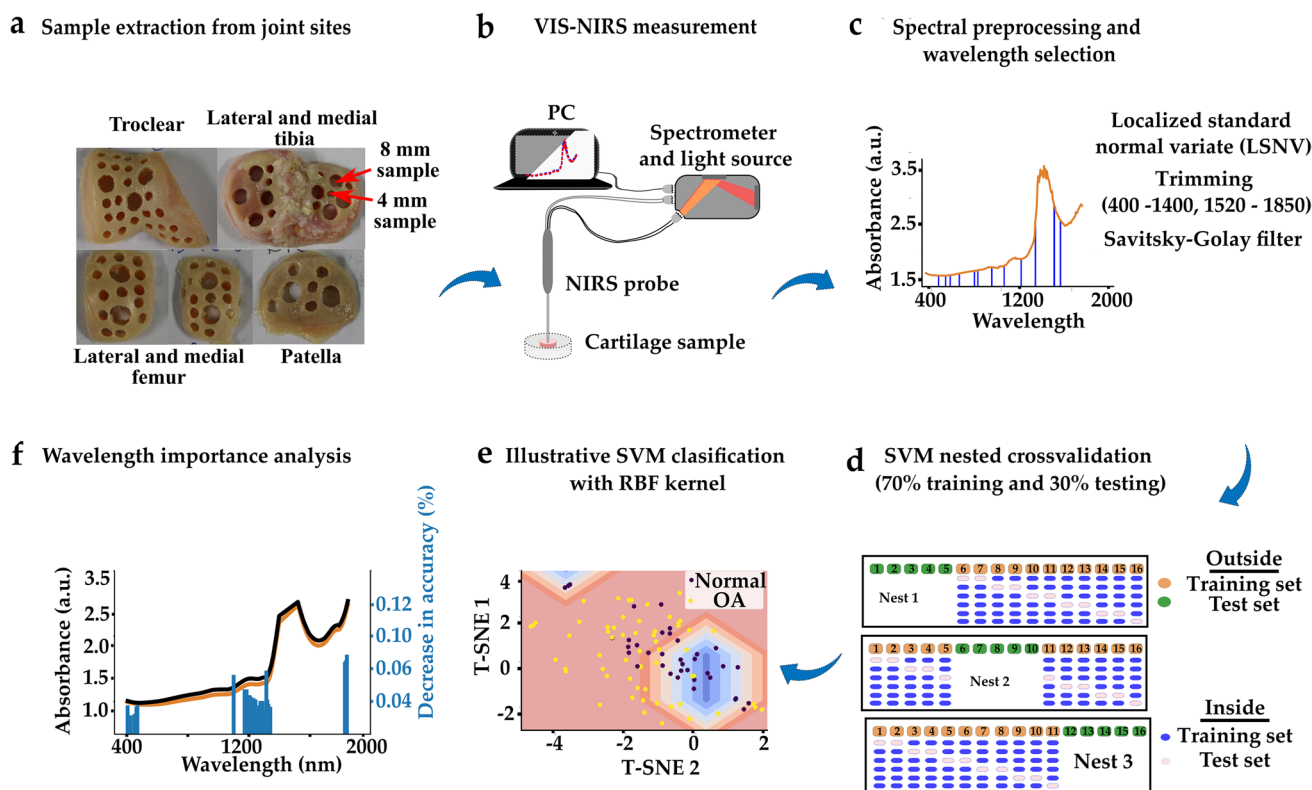 a Sample extraction from joint sites
Troclear
Lateral and medial
tibia
8 mm
sample
4 mm
sample
Lateral and medial
femur
Patella
b VIS-NIRS measurement
PC
Spectrometer
and light source
NIRS probe
Cartilage sample
c Spectral preprocessing and
wavelength selection
Absorbance (a.u.)
3.5
2.5
1.5
400 1200 2000
Wavelength
Localized standard
normal variate (LSNV)
Trimming
(400 -1400, 1520 - 1850)
Savitsky-Golay filter
f Wavelength importance analysis
Absorbance (a.u.)
3.5
2.5
2.0
1.5
1.0
400 1200 2000
Wavelength (nm)
0.12
0.10
0.06
0.04
Decrease in accuracy (%)
e Illustrative SVM clasification
with RBF kernel
Normal
OA
T-SNE 1
4
2
0
-2
-4 -2 0 2
T-SNE 2
d SVM nested crossvalidation
(70% training and 30% testing)
1 2 3 4 5 6 7 8 9 10 11 12 13 14 15 16
Nest 1
1 2 3 4 5 6 7 8 9 10 11 12 13 14 15 16
Nest 2
1 2 3 4 5 6 7 8 9 10 11 12 13 14 15 16
Nest 3
Outside
Training set
Test set
Inside
Training set
Test set